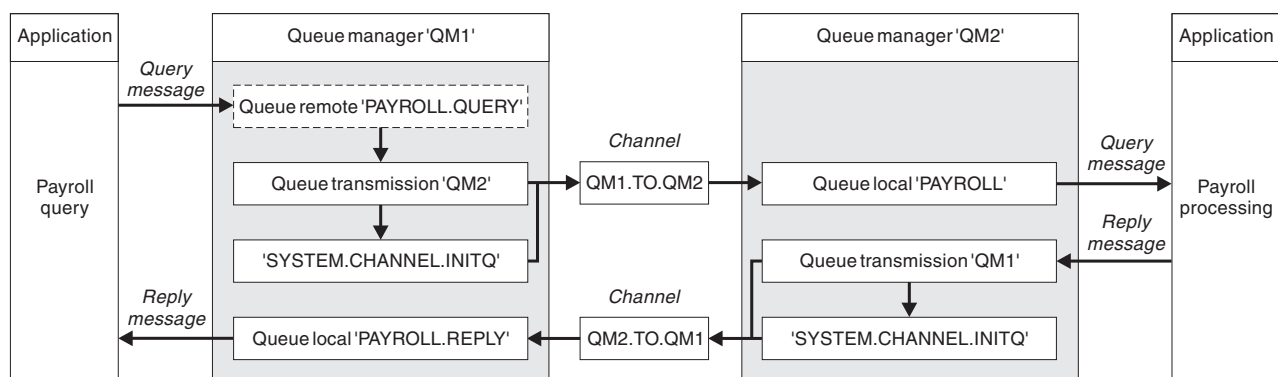 Application
Queue manager 'QM1'
Queue manager 'QM2'
Application
Query
message
Queue remote 'PAYROLL.QUERY'
Channel
Query
message
Payroll
query
Queue transmission 'QM2'
QM1.TO.QM2
Queue local 'PAYROLL'
Payroll
processing
Reply
message
'SYSTEM.CHANNEL.INITQ'
Queue transmission 'QM1'
Reply
message
Channel
Queue local 'PAYROLL.REPLY'
QM2.TO.QM1
'SYSTEM.CHANNEL.INITQ'